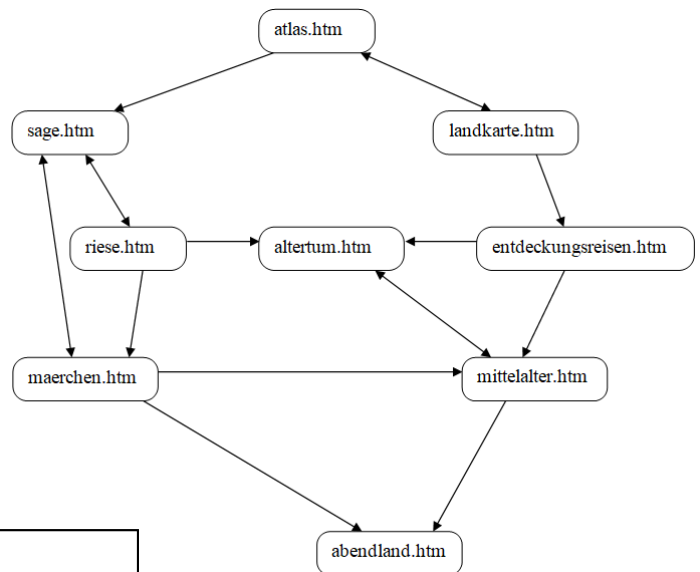 atlas.htm
sage.htm
landkarte.htm
riese.htm
altertum.htm
entdeckungsreisen.htm
maerchen.htm
mittelalter.htm
abendland.htm